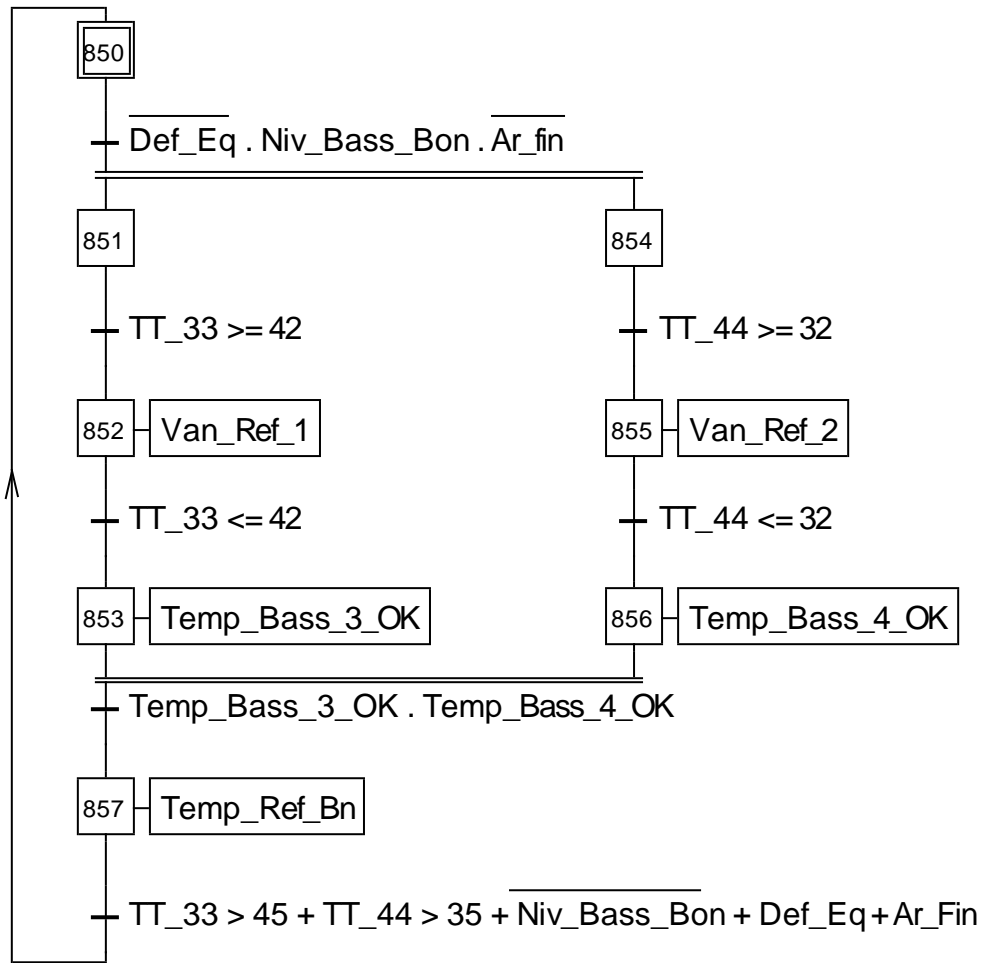 850
Def_Eq . Niv_Bass_Bon . Ar_fin
851
854
TT_33 >= 42
TT_44 >= 32
852 Van_Ref_1
855 Van_Ref_2
TT_33 <= 42
TT_44 <= 32
853 Temp_Bass_3_OK
856 Temp_Bass_4_OK
Temp_Bass_3_OK . Temp_Bass_4_OK
857 Temp_Ref_Bn
TT_33 > 45 + TT_44 > 35 + Niv_Bass_Bon + Def_Eq + Ar_Fin